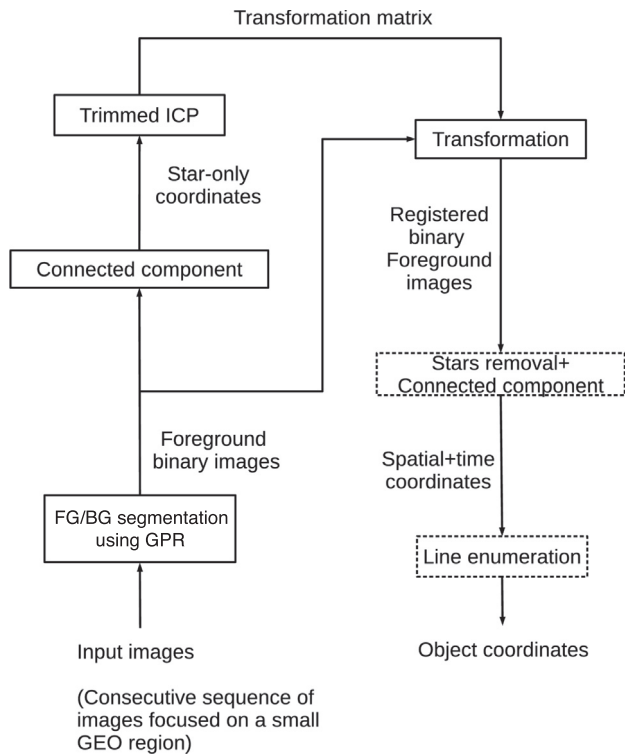 Transformation matrix
Trimmed ICP
Transformation
Star-only
coordinates
Registered
binary
Foreground
images
Connected component
Stars removal+
Connected component
Foreground
binary images
Spatial+time
coordinates
FG/BG segmentation
using GPR
Line enumeration
Input images
Object coordinates
(Consecutive sequence of
images focused on a small
GEO region)